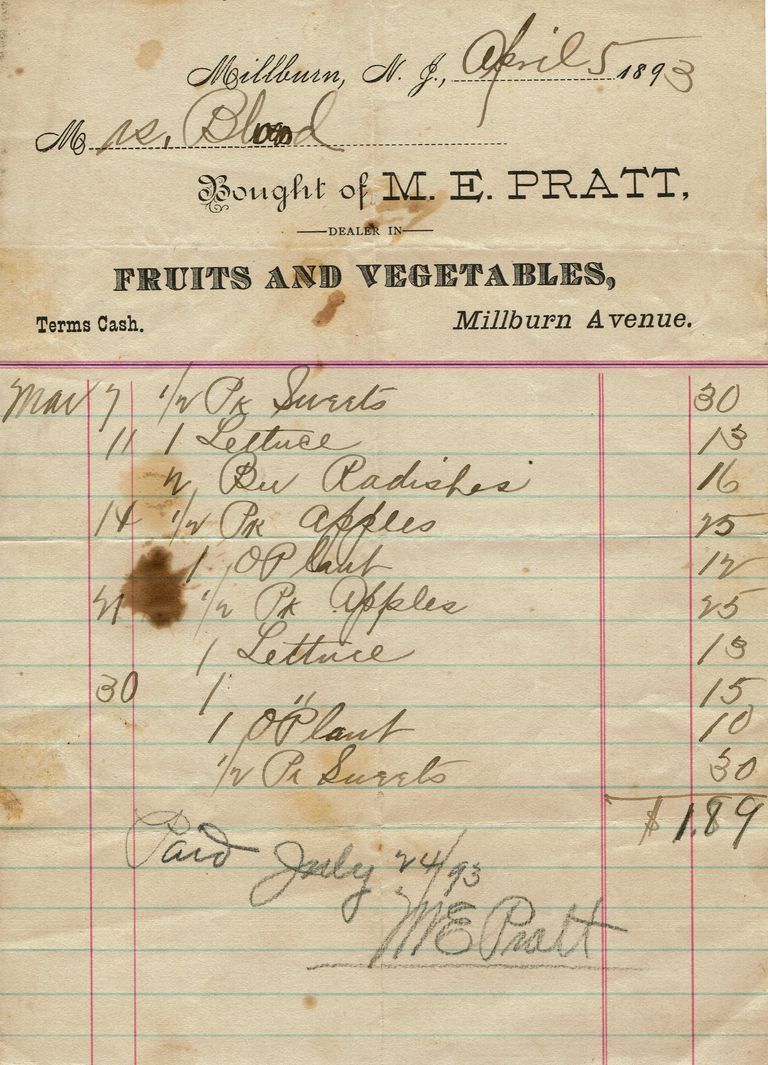 Millburn, N. J., April 5 1893
Mrs. Blood
Bought of M. E. PRATT,
DEALER IN
FRUITS AND VEGETABLES,
Terms Cash. Millburn Avenue.
Mar 7 1/2 Pk Sweets 30
11 1 Lettuce 13
2 Bu Radishes 16
14 1/2 Pk Apples 25
1 O Plant 12
21 1/2 Pk Apples 25
1 Lettuce 13
30 1 " 15
1 O Plant 10
1/2 Pk Sweets 30
$ 1.89
Paid July 24/93
M E Pratt